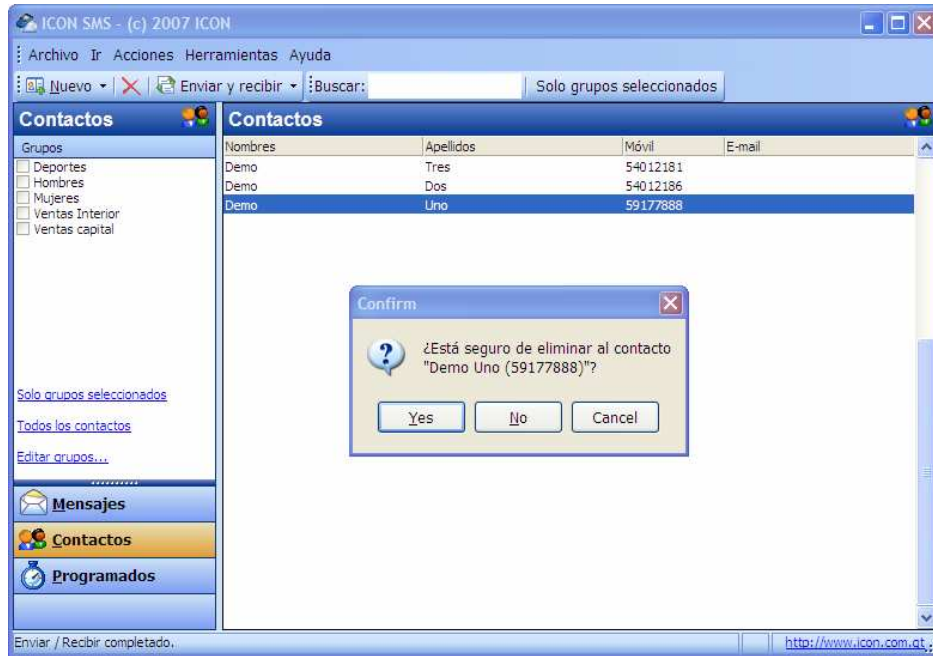 ICON SMS - (c) 2007 ICON
Archivo Ir Acciones Herramientas Ayuda
Nuevo Enviar y recibir Buscar: Solo grupos seleccionados
Contactos
Grupos
Deportes
Hombres
Mujeres
Ventas Interior
Ventas capital
Solo grupos seleccionados
Todos los contactos
Editar grupos...
Mensajes
Contactos
Programados
Contactos
Nombres Apellidos Móvil E-mail
Demo Tres 54012181
Demo Dos 54012186
Demo Uno 59177888
Confirm
¿Está seguro de eliminar al contacto
"Demo Uno (59177888)"?
Yes No Cancel
Enviar / Recibir completado. http://www.icon.com.gt